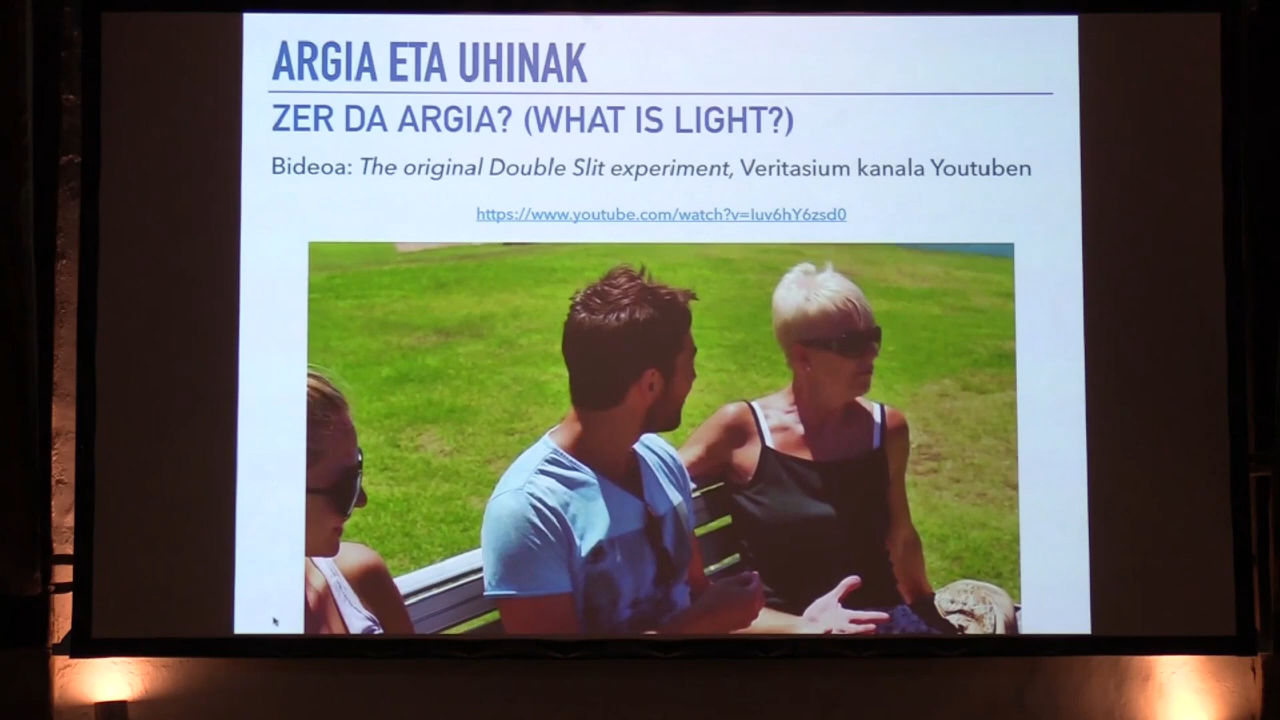 ARGIA ETA UHINAK
ZER DA ARGIA? (WHAT IS LIGHT?)
Bideoa: The original Double Slit experiment, Veritasium kanala Youtuben
https://www.youtube.com/watch?v=Iuv6hY6zsd0